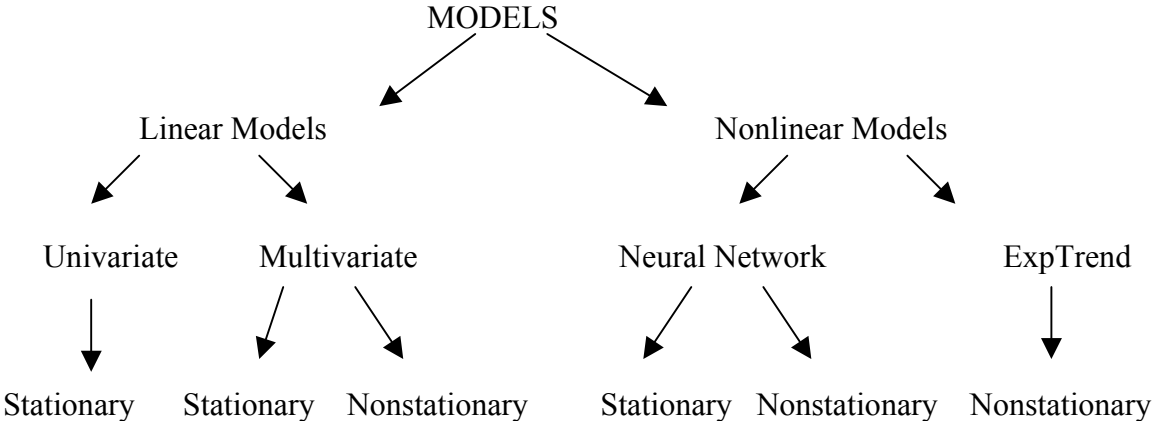 MODELS
Linear Models Nonlinear Models
Univariate Multivariate Neural Network ExpTrend
Stationary Stationary Nonstationary Stationary Nonstationary Nonstationary